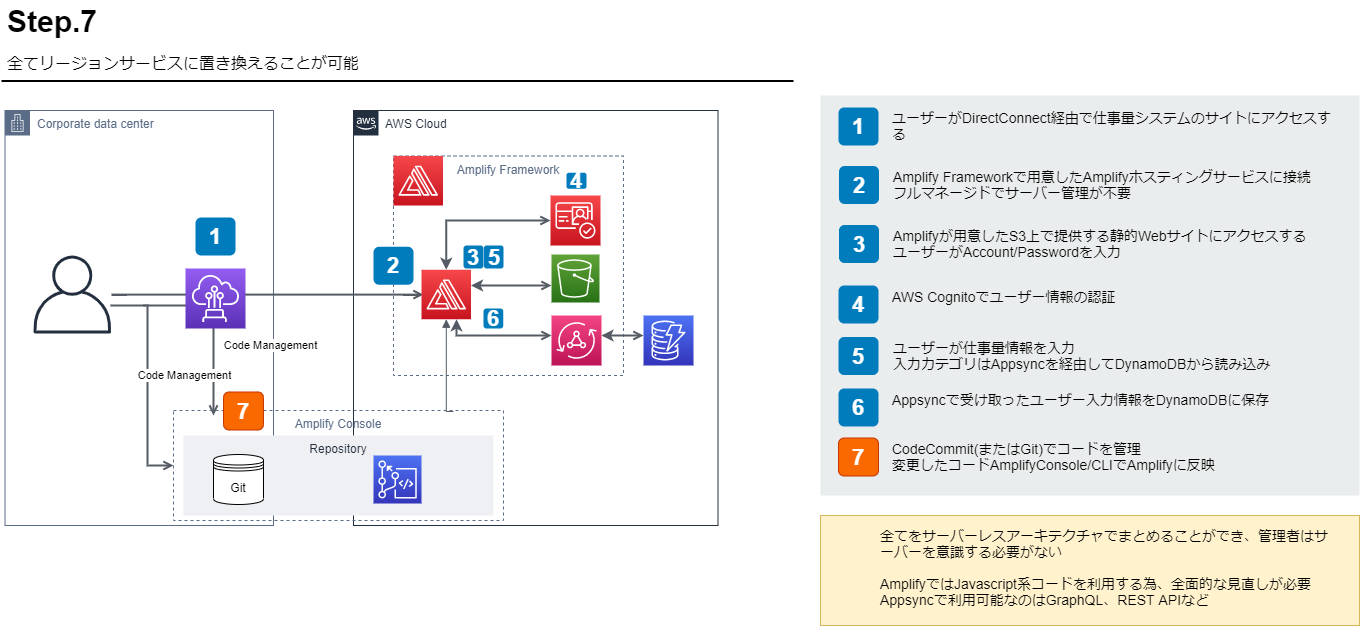 Step.7
全てリージョンサービスに置き換えることが可能
Corporate data center
aws
AWS Cloud
Amplify Framework
4
1
2
3 5
6
Code Management
Code Management
7
Amplify Console
Repository
Git
1
ユーザーがDirectConnect経由で仕事量システムのサイトにアクセスす
る
2
Amplify Frameworkで用意したAmplifyホスティングサービスに接続
フルマネージドでサーバー管理が不要
3
Amplifyが用意したS3上で提供する静的Webサイトにアクセスする
ユーザーがAccount/Passwordを入力
4
AWS Cognitoでユーザー情報の認証
5
ユーザーが仕事量情報を入力
入力カテゴリはAppsyncを経由してDynamoDBから読み込み
6
Appsyncで受け取ったユーザー入力情報をDynamoDBに保存
7
CodeCommit(またはGit)でコードを管理
変更したコードAmplifyConsole/CLIでAmplifyに反映
全てをサーバーレスアーキテクチャでまとめることができ、管理者はサ
ーバーを意識する必要がない
AmplifyではJavascript系コードを利用する為、全面的な見直しが必要
Appsyncで利用可能なのはGraphQL、REST APIなど